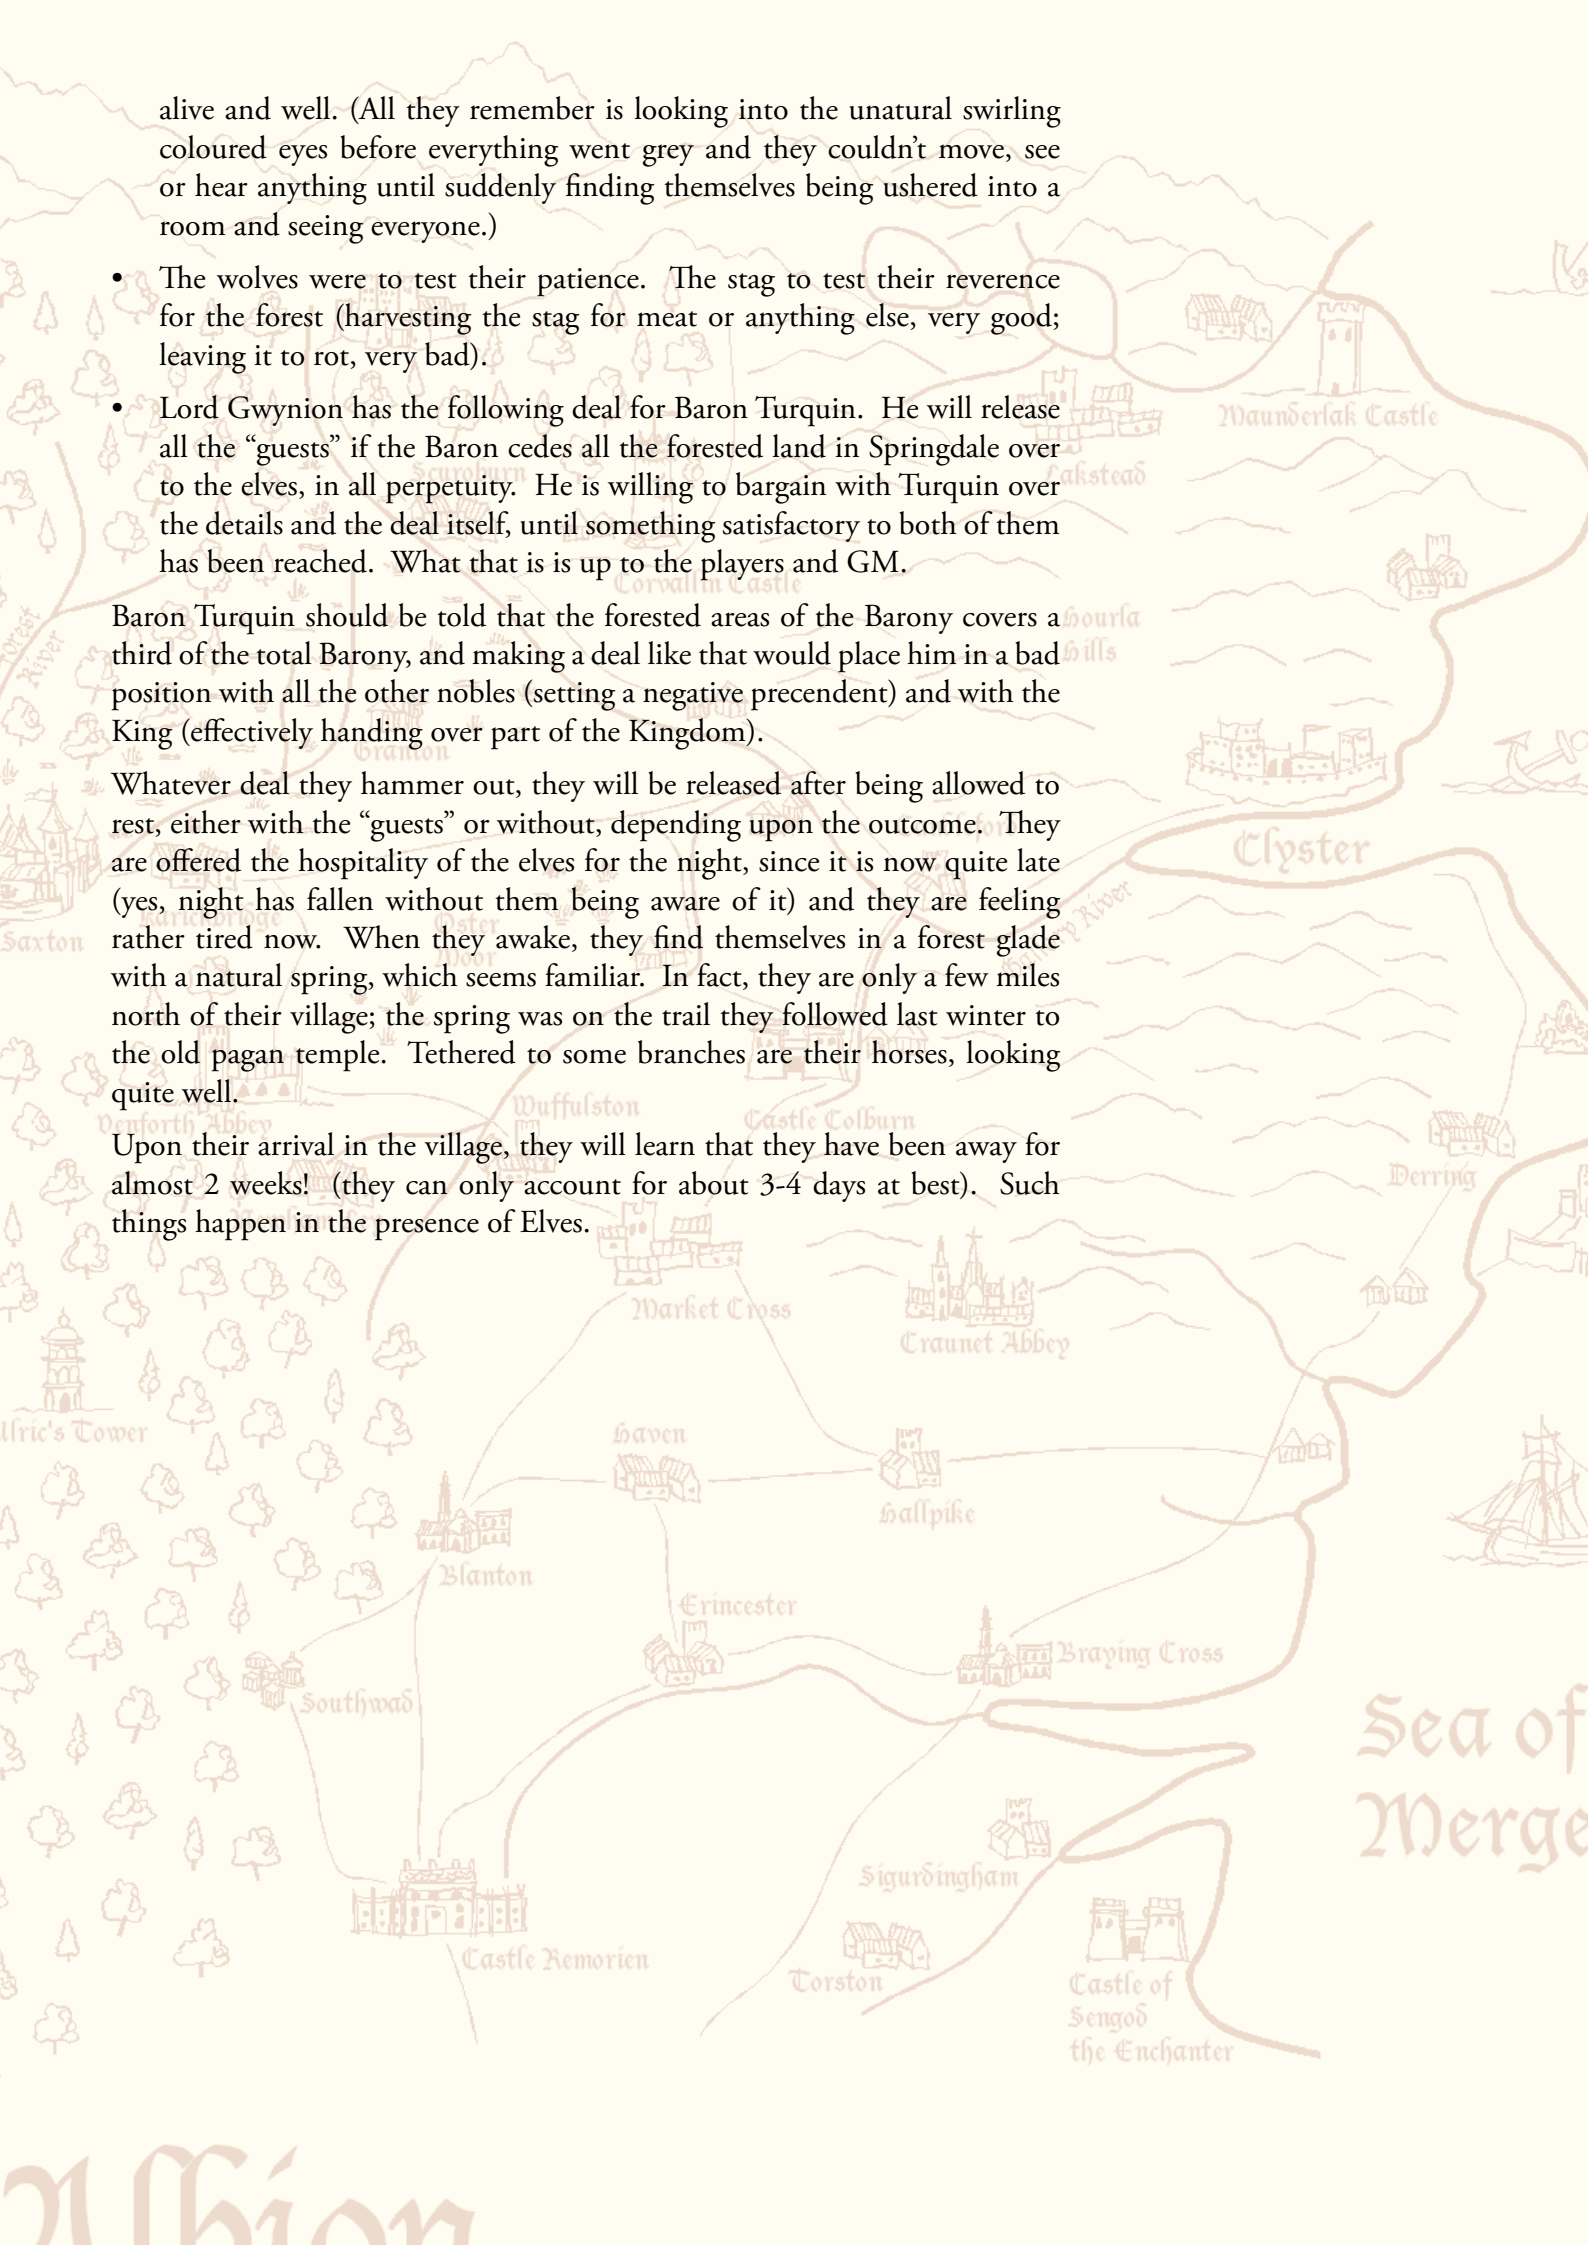 alive and well. (All they remember is looking into the unatural swirling
coloured eyes before everything went grey and they couldn't move, see
or hear anything until suddenly finding themselves being ushered into a
room and seeing everyone.)
• The wolves were to test their patience. The stag to test their reverence
for the forest (harvesting the stag for meat or anything else, very good;
leaving it to rot, very bad).
• Lord Gwynion has the following deal for Baron Turquin. He will release
all the “guests” if the Baron cedes all the forested land in Springdale over
to the elves, in all perpetuity. He is willing to bargain with Turquin over
the details and the deal itself, until something satisfactory to both of them
has been reached. What that is is up to the players and GM.
Baron Turquin should be told that the forested areas of the Barony covers a
third of the total Barony, and making a deal like that would place him in a bad
position with all the other nobles (setting a negative precendent) and with the
King (effectively handing over part of the Kingdom).
Whatever deal they hammer out, they will be released after being allowed to
rest, either with the “guests” or without, depending upon the outcome. They
are offered the hospitality of the elves for the night, since it is now quite late
(yes, night has fallen without them being aware of it) and they are feeling
rather tired now. When they awake, they find themselves in a forest glade
with a natural spring, which seems familiar. In fact, they are only a few miles
north of their village; the spring was on the trail they followed last winter to
the old pagan temple. Tethered to some branches are their horses, looking
quite well.
Upon their arrival in the village, they will learn that they have been away for
almost 2 weeks! (they can only account for about 3-4 days at best). Such
things happen in the presence of Elves.
Maunderlak Castle
Lakstead
Corvallin Castle
Hourla
Hills
Granton
Clyster
Saxton
Oster
Moor
River
Wuffulston
Castle Colburn
Venforth Abbey
Derring
Market Cross
Craunet Abbey
Ulric's Tower
Haven
Hallpike
Blanton
Erincester
Braying Cross
Southwad
Sea of
Merge
Sigurdingham
Castle Remorien
Torston
Castle of
Sengod
the Enchanter
Albion